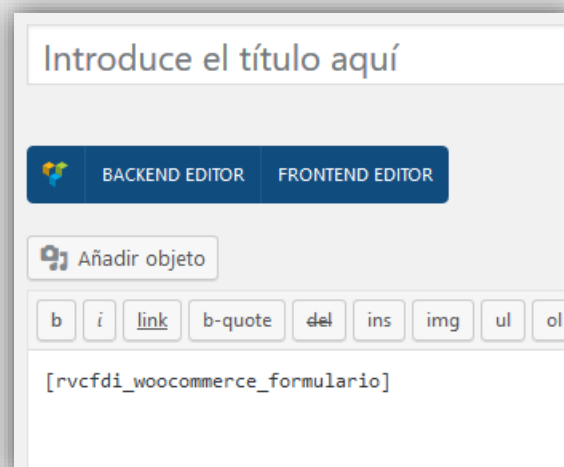 Introduce el título aquí
BACKEND EDITOR FRONTEND EDITOR
Añadir objeto
b i link b-quote del ins img ul ol
[rvcfdi_woocommerce_formulario]